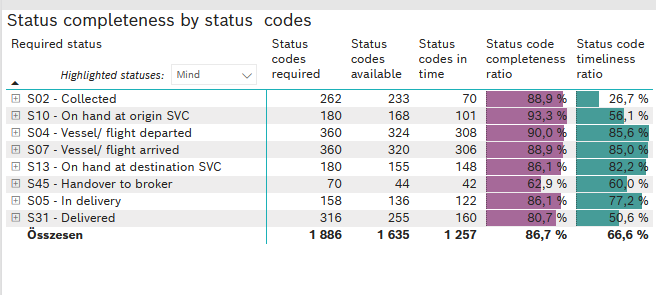 Status completeness by status codes
Required status
Status codes required
Status codes available
Status codes in time
Status code completeness ratio
Status code timeliness ratio
Highlighted statuses: Mind
S02 - Collected 262 233 70 88,9 % 26,7 %
S10 - On hand at origin SVC 180 168 101 93,3 % 56,1 %
S04 - Vessel/ flight departed 360 324 308 90,0 % 85,6 %
S07 - Vessel/ flight arrived 360 320 306 88,9 % 85,0 %
S13 - On hand at destination SVC 180 155 148 86,1 % 82,2 %
S45 - Handover to broker 70 44 42 62,9 % 60,0 %
S05 - In delivery 158 136 122 86,1 % 77,2 %
S31 - Delivered 316 255 160 80,7 % 50,6 %
Összesen 1 886 1 635 1 257 86,7 % 66,6 %